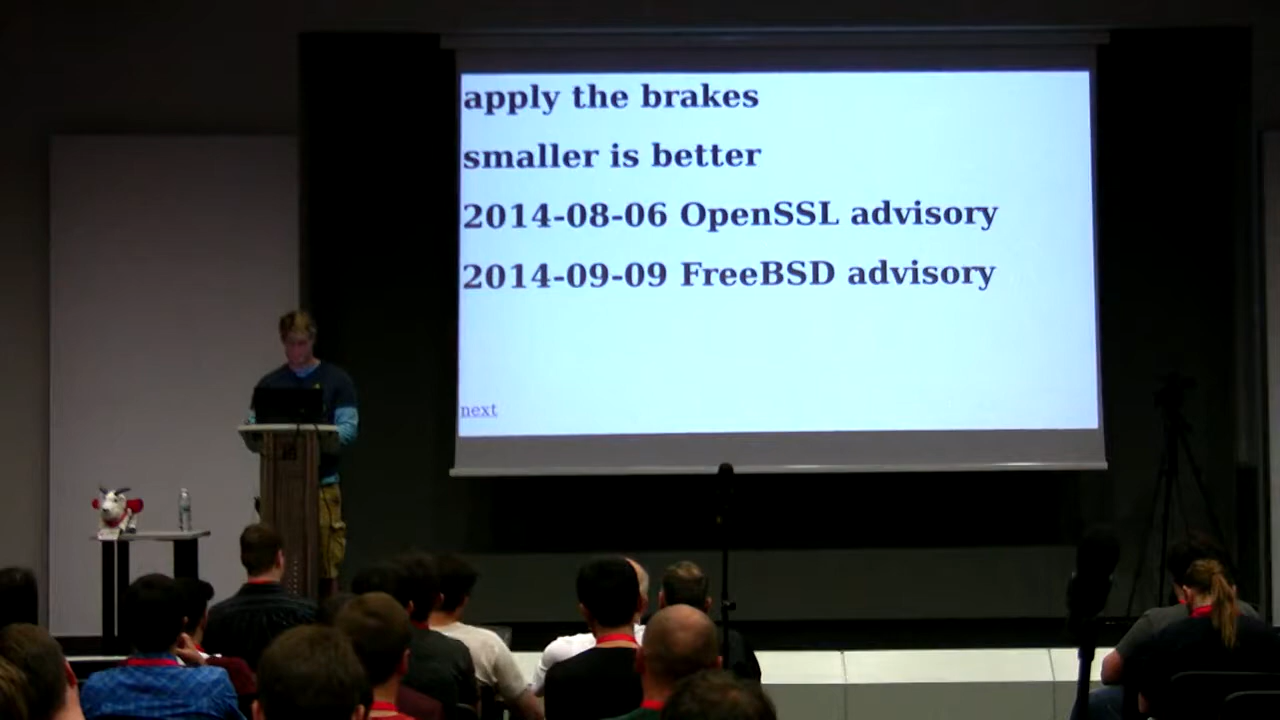 apply the brakes
smaller is better
2014-08-06 OpenSSL advisory
2014-09-09 FreeBSD advisory
next